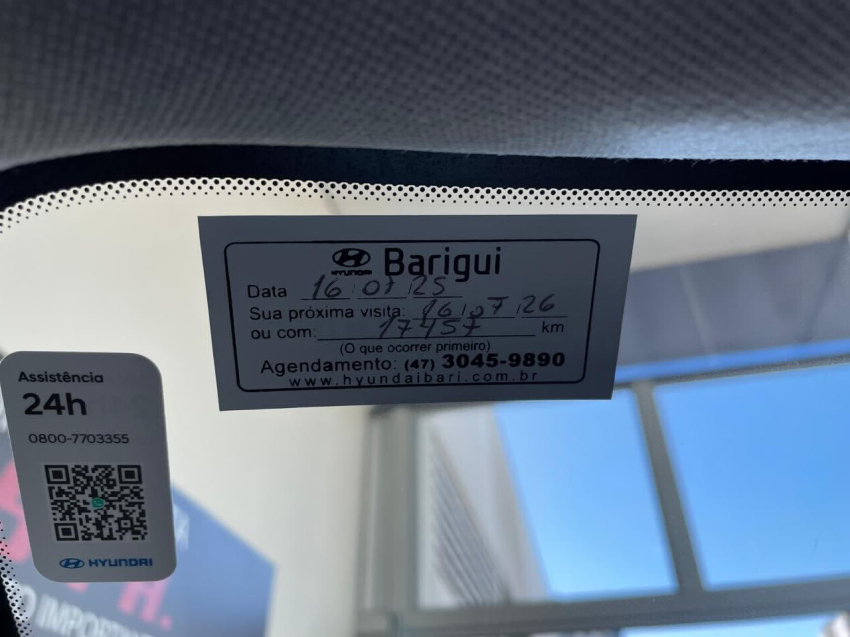 HYUNDAI Barigui
Data 16/07/25
Sua próxima visita: 16/07/26
ou com: 17457 km
(O que ocorrer primeiro)
Agendamento: (47) 3045-9890
www.hyundaibari.com.br
Assistência
24h
0800-7703355
HYUNDAI
H.